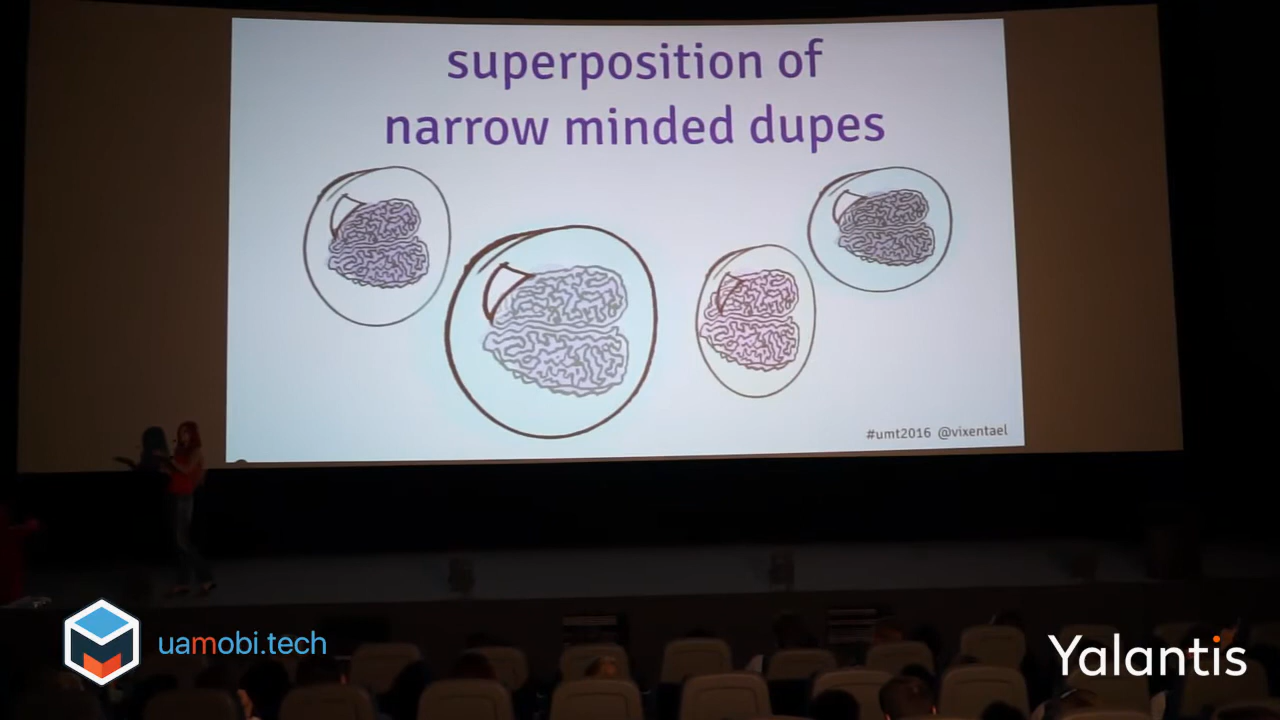 superposition of
narrow minded dupes
#umt2016 @vixentael
uamobi.tech
Yalantis